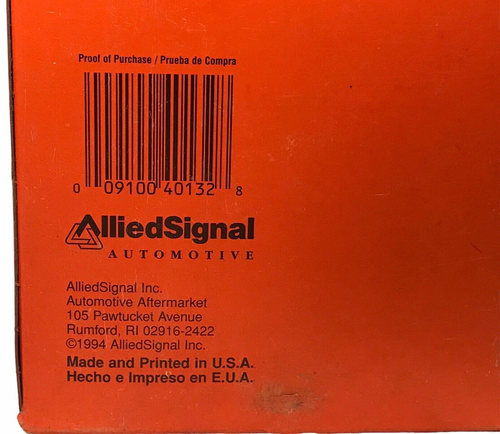 Proof of Purchase / Prueba de Compra
0 09100 40132 8
AlliedSignal
AUTOMOTIVE
AlliedSignal Inc.
Automotive Aftermarket
105 Pawtucket Avenue
Rumford, RI 02916-2422
©1994 AlliedSignal Inc.
Made and Printed in U.S.A.
Hecho e Impreso en E.U.A.